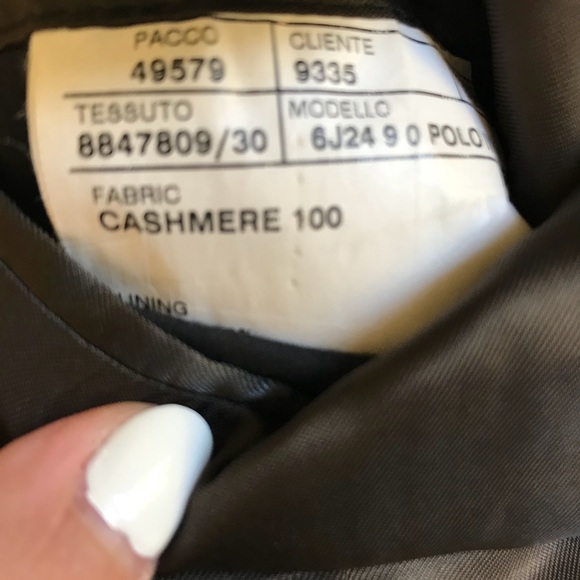 PACCO CLIENTE
49579 9335
TESSUTO MODELLO
8847809/30 6J24 9 0 POLO
FABRIC
CASHMERE 100
LINING